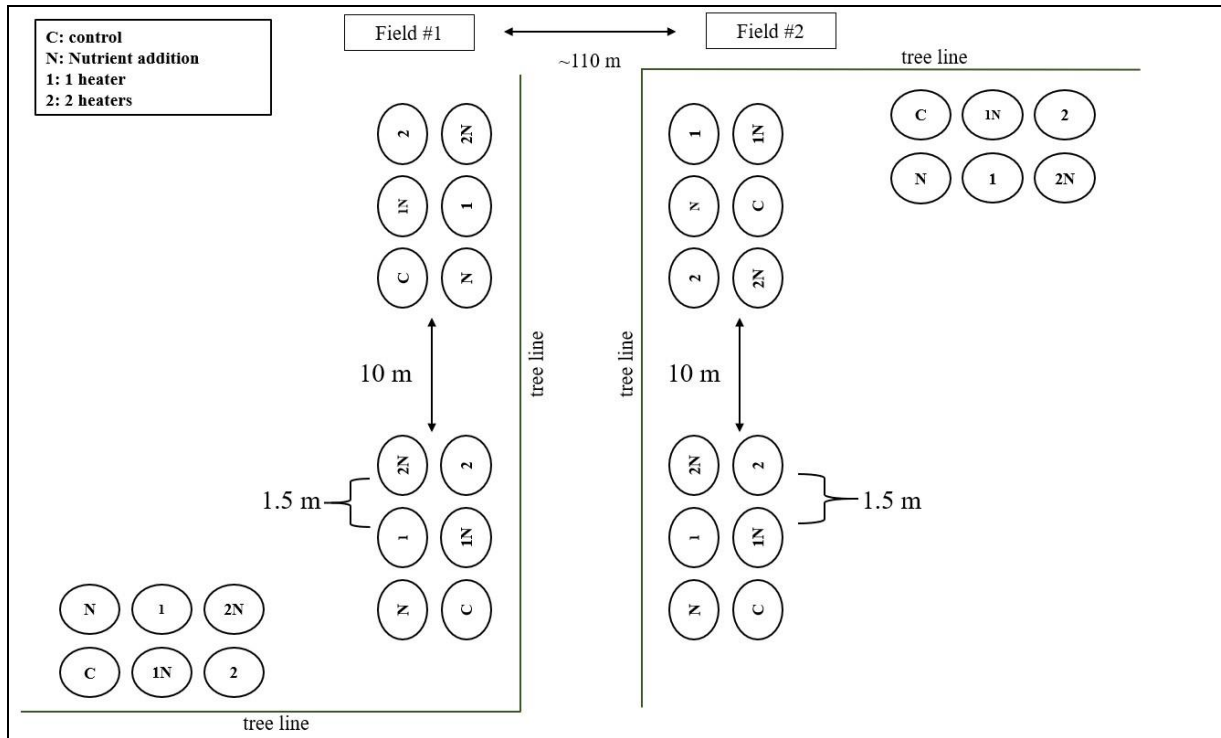 C: control
N: Nutrient addition
1: 1 heater
2: 2 heaters
Field #1
Field #2
~110 m
tree line
2 2N
1N 1
C N
1 1N
N C
2 2N
C 1N 2
N 1 2N
10 m
10 m
tree line
tree line
2N 2
1 1N
N C
1.5 m
2N 2
1 1N
N C
1.5 m
N 1 2N
C 1N 2
tree line